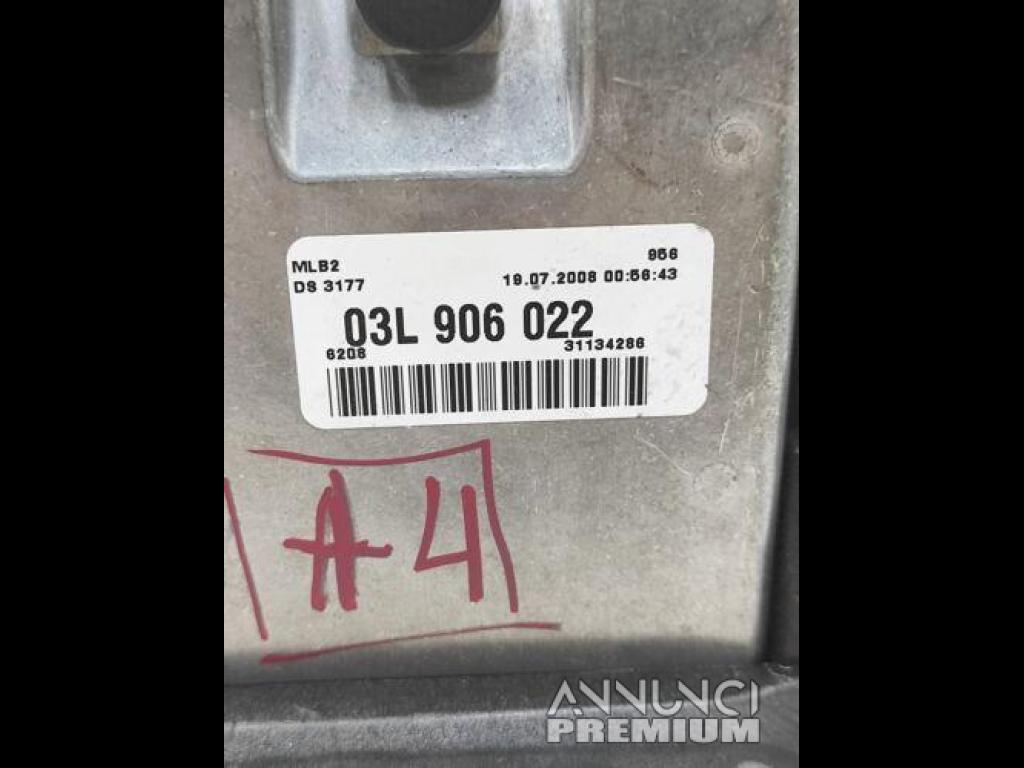 MLB2 956
DS 3177 19.07.2008 00:56:43
03L 906 022
6208 31134286
A4
ANNUNCI
PREMIUM